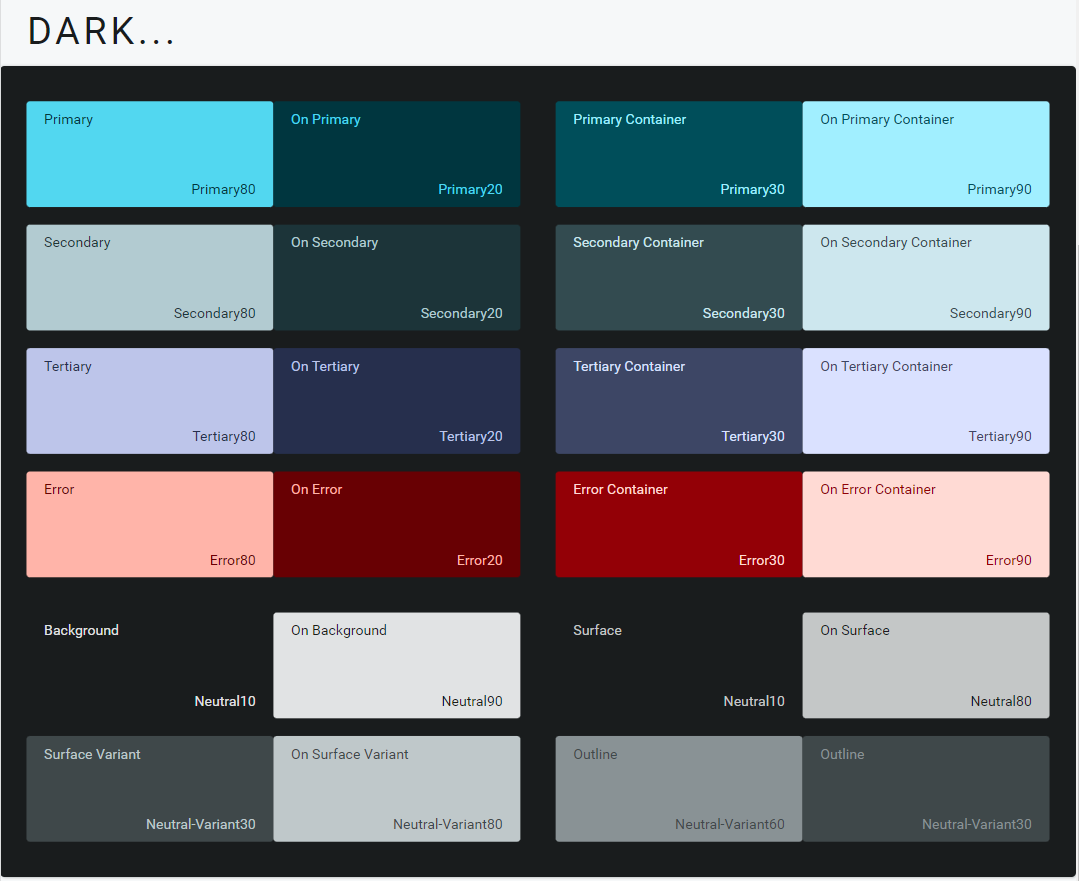 DARK...
Primary
Primary80
On Primary
Primary20
Primary Container
Primary30
On Primary Container
Primary90
Secondary
Secondary80
On Secondary
Secondary20
Secondary Container
Secondary30
On Secondary Container
Secondary90
Tertiary
Tertiary80
On Tertiary
Tertiary20
Tertiary Container
Tertiary30
On Tertiary Container
Tertiary90
Error
Error80
On Error
Error20
Error Container
Error30
On Error Container
Error90
Background
Neutral10
On Background
Neutral90
Surface
Neutral10
On Surface
Neutral80
Surface Variant
Neutral-Variant30
On Surface Variant
Neutral-Variant80
Outline
Neutral-Variant60
Outline
Neutral-Variant30